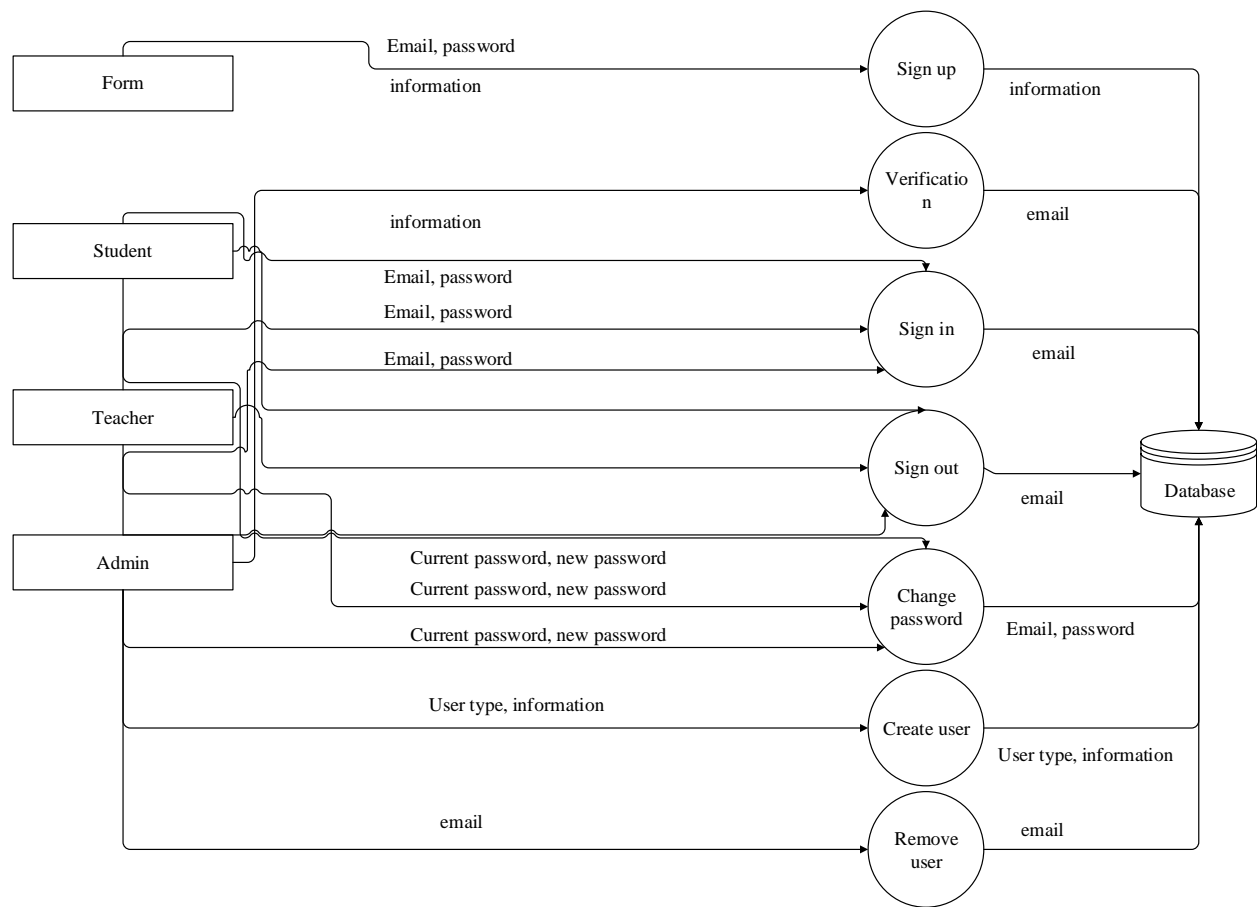 Email, password
Form
information
Sign up
information
Verificatio
n
information
email
Student
Email, password
Email, password
Sign in
email
Email, password
Teacher
Sign out
email
Database
Admin
Current password, new password
Current password, new password
Change
password
Email, password
Current password, new password
User type, information
Create user
User type, information
email
Remove
user
email